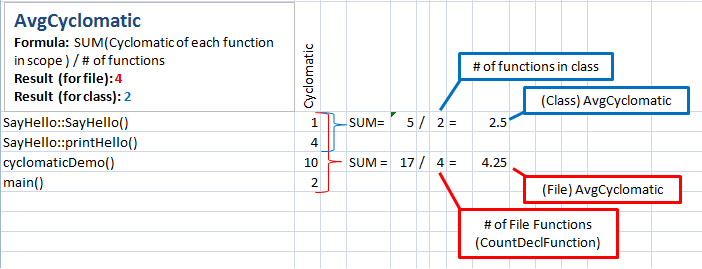 AvgCyclomatic
Formula: SUM(Cyclomatic of each function
in scope ) / # of functions
Result (for file): 4
Result (for class): 2
Cyclomatic
# of functions in class
(Class) AvgCyclomatic
SayHello::SayHello() 1 SUM= 5 / 2 = 2.5
SayHello::printHello() 4
cyclomaticDemo() 10 SUM = 17 / 4 = 4.25
main() 2
(File) AvgCyclomatic
# of File Functions
(CountDeclFunction)